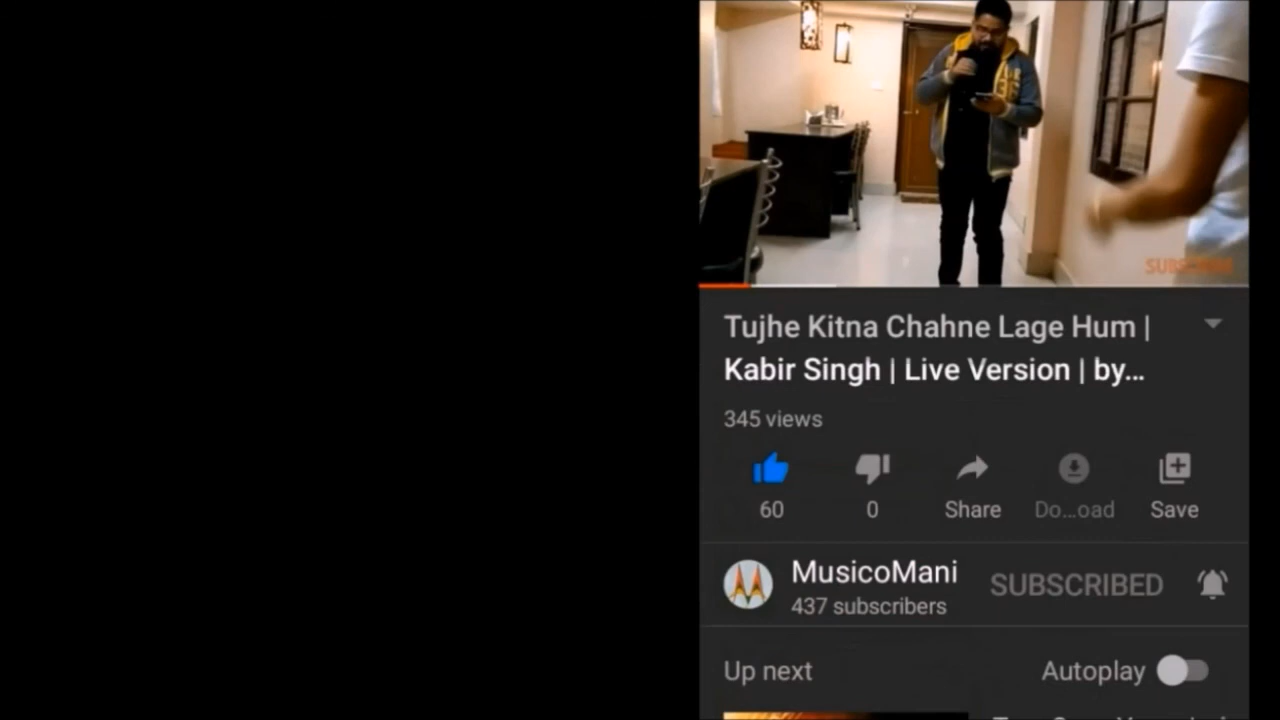 SUBSCRIBE
Tujhe Kitna Chahne Lage Hum |
Kabir Singh | Live Version | by...
345 views
60
0
Share
Do...oad
Save
MusicoMani
437 subscribers
SUBSCRIBED
Up next
Autoplay